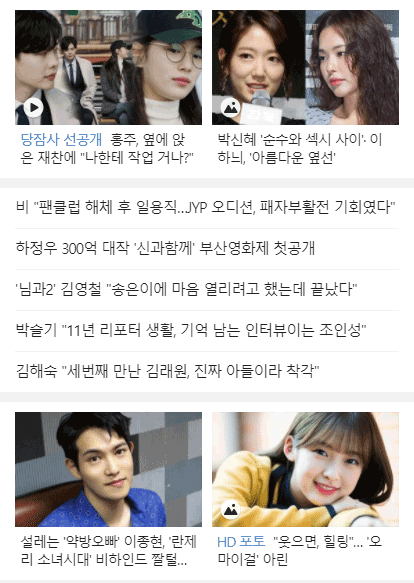 당잠사 선공개 홍주, 옆에 앉
은 재찬에 "나한테 작업 거나?"
박신혜 '순수와 섹시 사이'· 이
하늬, '아름다운 옆선'
비 "팬클럽 해체 후 일용직…JYP 오디션, 패자부활전 기회였다"
하정우 300억 대작 '신과함께' 부산영화제 첫공개
'님과2' 김영철 "송은이에 마음 열리려고 했는데 끝났다"
박슬기 "11년 리포터 생활, 기억 남는 인터뷰이는 조인성"
김해숙 "세번째 만난 김래원, 진짜 아들이라 착각"
설레는 '약방오빠' 이종현, '란제
리 소녀시대' 비하인드 짤털…
HD 포토 "웃으면, 힐링"… '오
마이걸' 아린